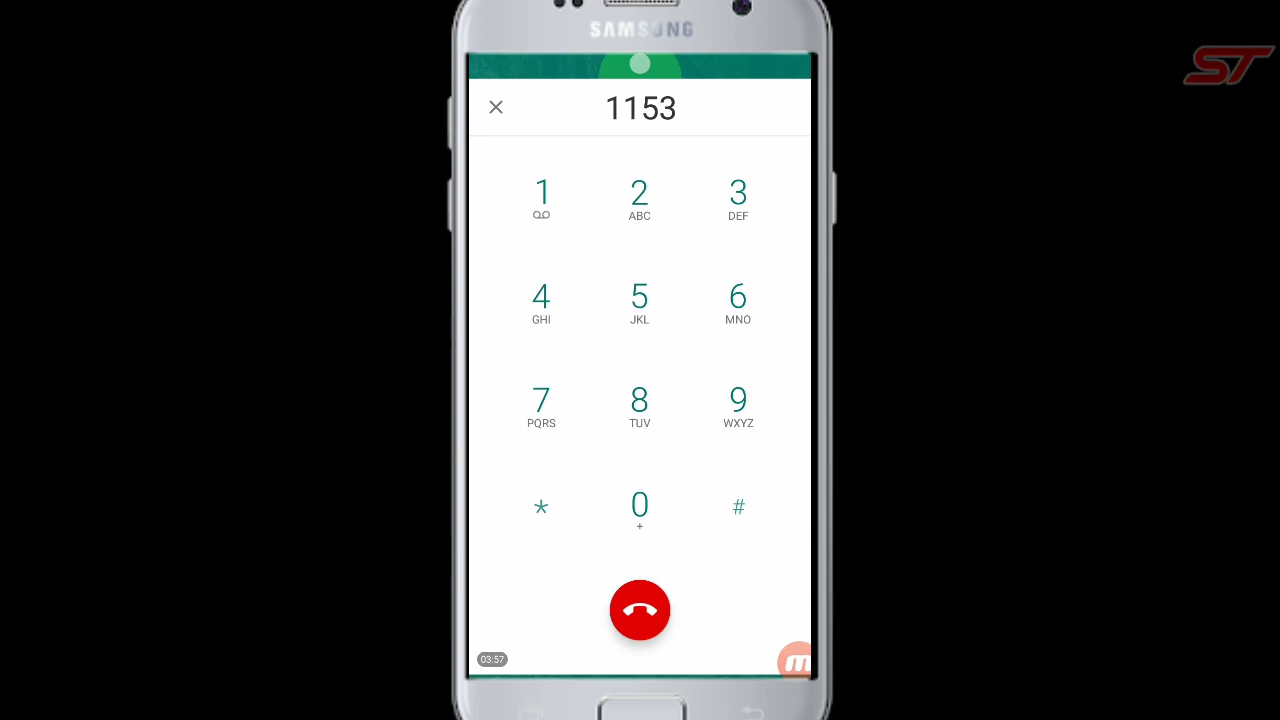 SAMSUNG
ST
1153
1
2
ABC
3
DEF
4
GHI
5
JKL
6
MNO
7
PQRS
8
TUV
9
WXYZ
*
0
+
#
03:57
m